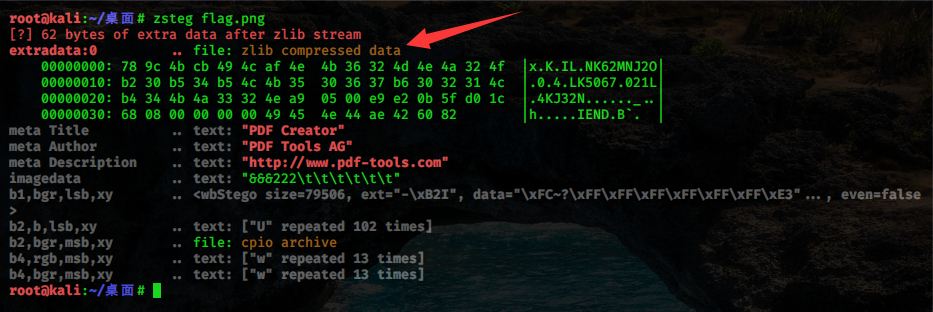 root@kali:~/桌面# zsteg flag.png
[?] 62 bytes of extra data after zlib stream
extradata:0         .. file: zlib compressed data
    00000000: 78 9c 4b cb 49 4c af 4e  4b 36 32 4d 4e 4a 32 4f  |x.K.IL.NK62MNJ2O|
    00000010: b2 30 b5 34 b5 4c 4b 35  30 36 37 b6 30 32 31 4c  |.0.4.LK5067.021L|
    00000020: b4 34 4b 4a 33 32 4e a9  05 00 e9 e2 0b 5f d0 1c  |.4KJ32N......_..|
    00000030: 68 08 00 00 00 00 49 45  4e 44 ae 42 60 82        |h.....IEND.B`.  |
meta Title          .. text: "PDF Creator"
meta Author         .. text: "PDF Tools AG"
meta Description    .. text: "http://www.pdf-tools.com"
imagedata           .. text: "&&&222\t\t\t\t\t\t"
b1,bgr,lsb,xy       .. <wbStego size=79506, ext="-\xB2I", data="\xFC~?\xFF\xFF\xFF\xFF\xFF\xFF\xE3"..., even=false
>
b2,b,lsb,xy         .. text: ["U" repeated 102 times]
b2,bgr,msb,xy       .. file: cpio archive
b4,rgb,msb,xy       .. text: ["w" repeated 13 times]
b4,bgr,msb,xy       .. text: ["w" repeated 13 times]
root@kali:~/桌面#